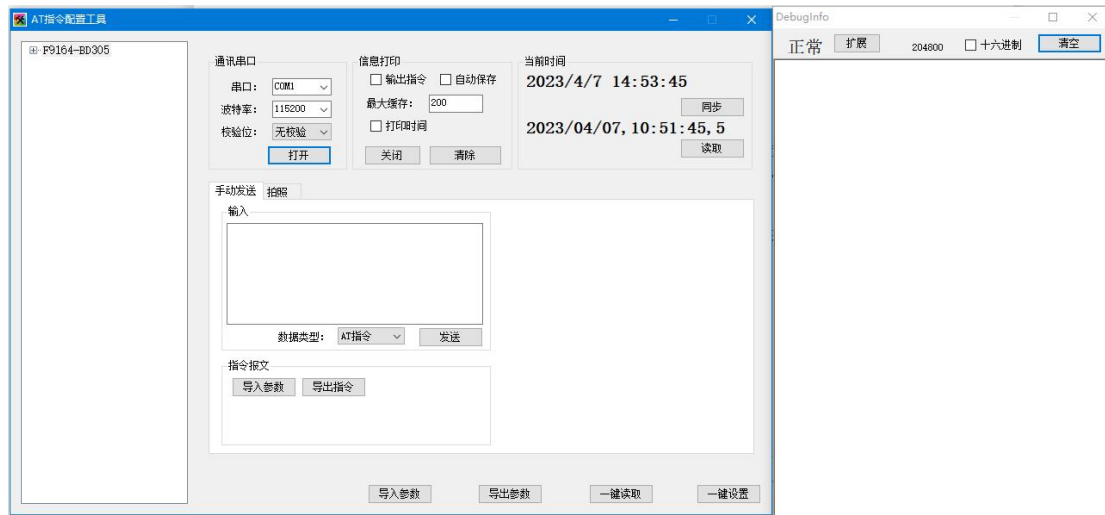 AT指令配置工具
F9164-BD305
通讯串口
串口： COM1
波特率： 115200
校验位： 无校验
打开
信息打印
输出指令 自动保存
最大缓存： 200
打印时间
关闭 清除
当前时间
2023/4/7 14:53:45
同步
2023/04/07,10:51:45,5
读取
手动发送 拍照
输入
数据类型： AT指令 发送
指令报文
导入参数 导出指令
导入参数 导出参数 一键读取 一键设置
DebugInfo
正常 扩展 204800 十六进制 清空